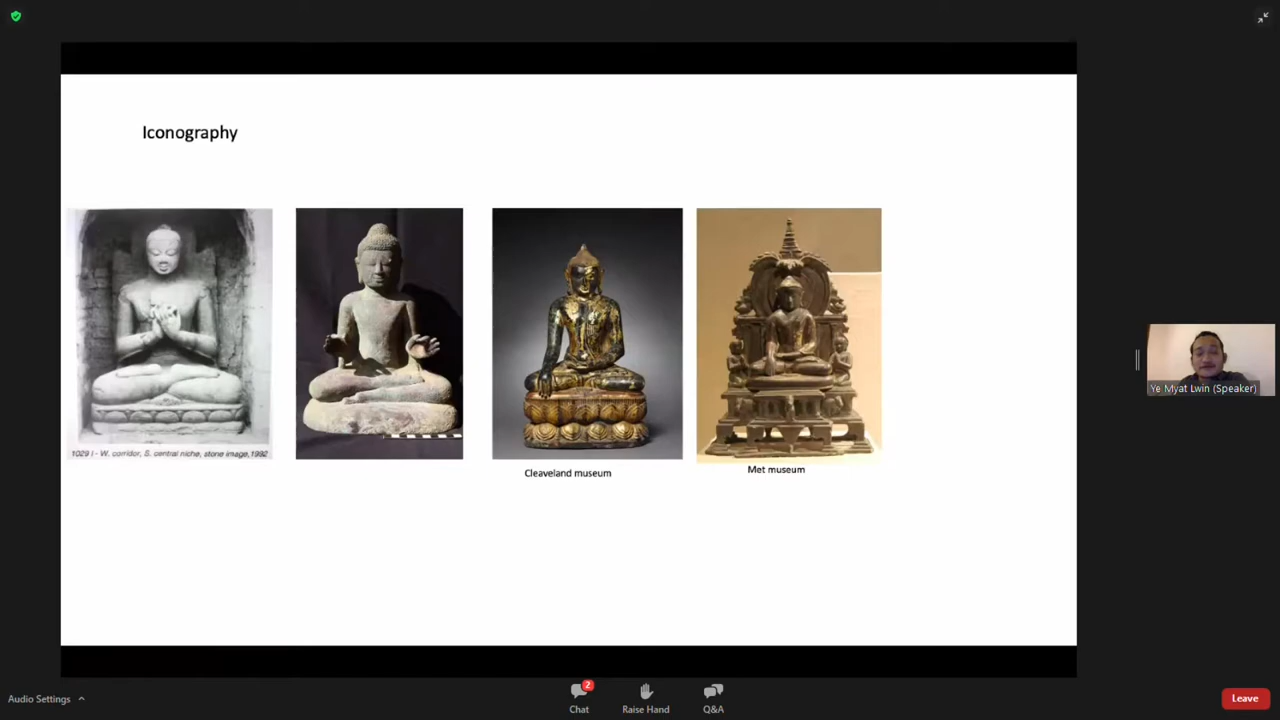 Iconography
1029 I - W. corridor, S. central niche, stone image, 1992
Cleaveland museum
Met museum
Ye Myat Lwin (Speaker)
Audio Settings
2
Chat
Raise Hand
Q&A
Leave